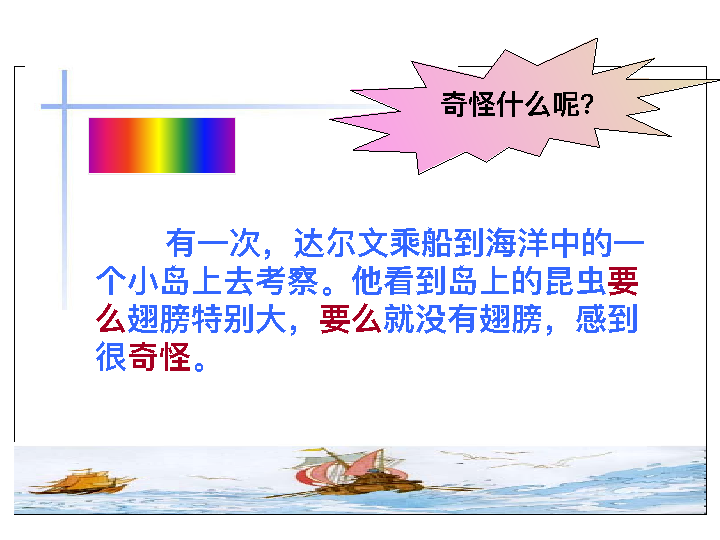 奇怪什么呢?
有一次，达尔文乘船到海洋中的一
个小岛上去考察。他看到岛上的昆虫要
么翅膀特别大，要么就没有翅膀，感到
很奇怪。